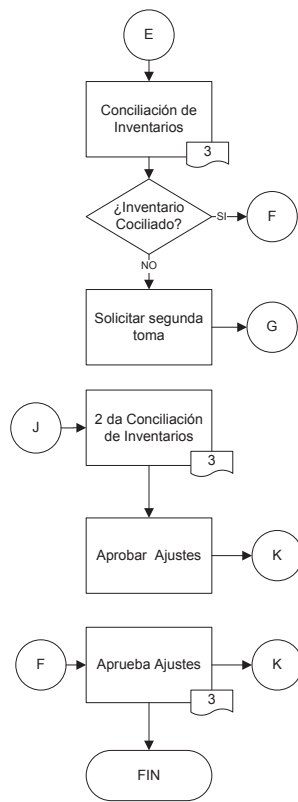 E
Conciliación de
Inventarios
3
¿Inventario
Cociliado?
SI
F
NO
Solicitar segunda
toma
G
J
2 da Conciliación
de Inventarios
3
Aprobar Ajustes
K
F
Aprueba Ajustes
K
3
FIN